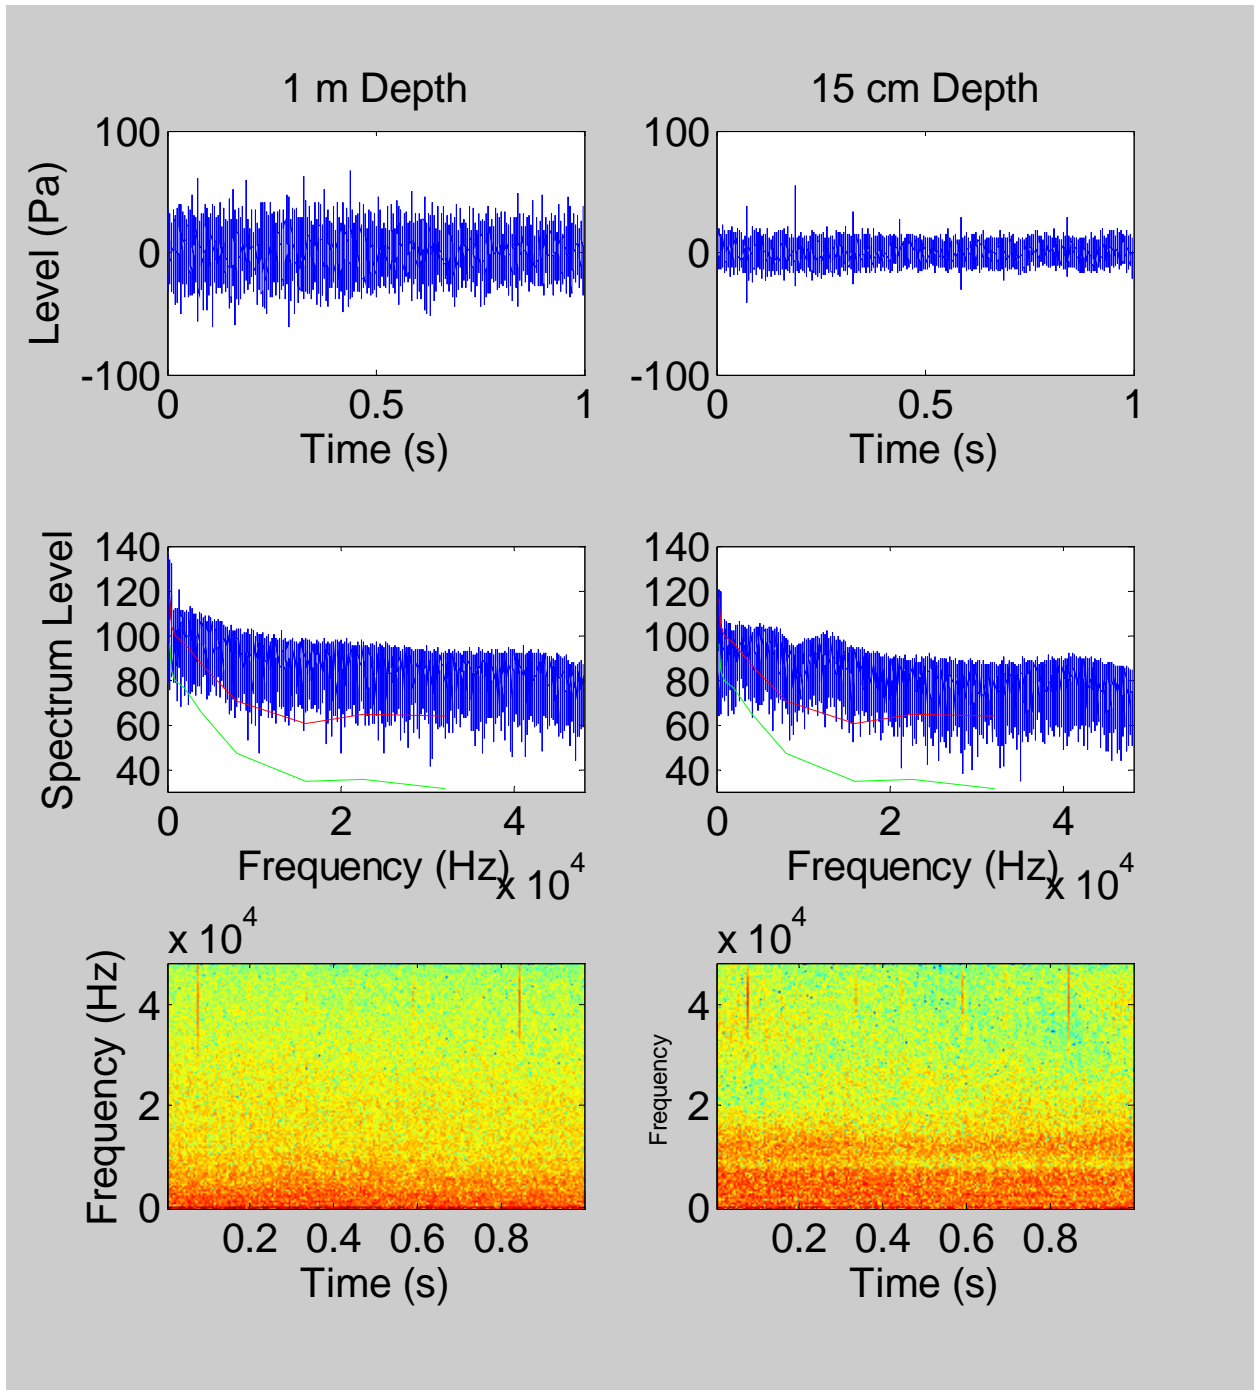 1 m Depth
15 cm Depth
Level (Pa)
100
0
-100
0 0.5 1
Time (s)
100
0
-100
0 0.5 1
Time (s)
Spectrum Level
140
120
100
80
60
40
0 2 4
Frequency (Hz)
x 10^4
140
120
100
80
60
40
0 2 4
Frequency (Hz)
x 10^4
x 10^4
Frequency (Hz)
4
2
0
0.2 0.4 0.6 0.8
Time (s)
x 10^4
Frequency
4
2
0
0.2 0.4 0.6 0.8
Time (s)